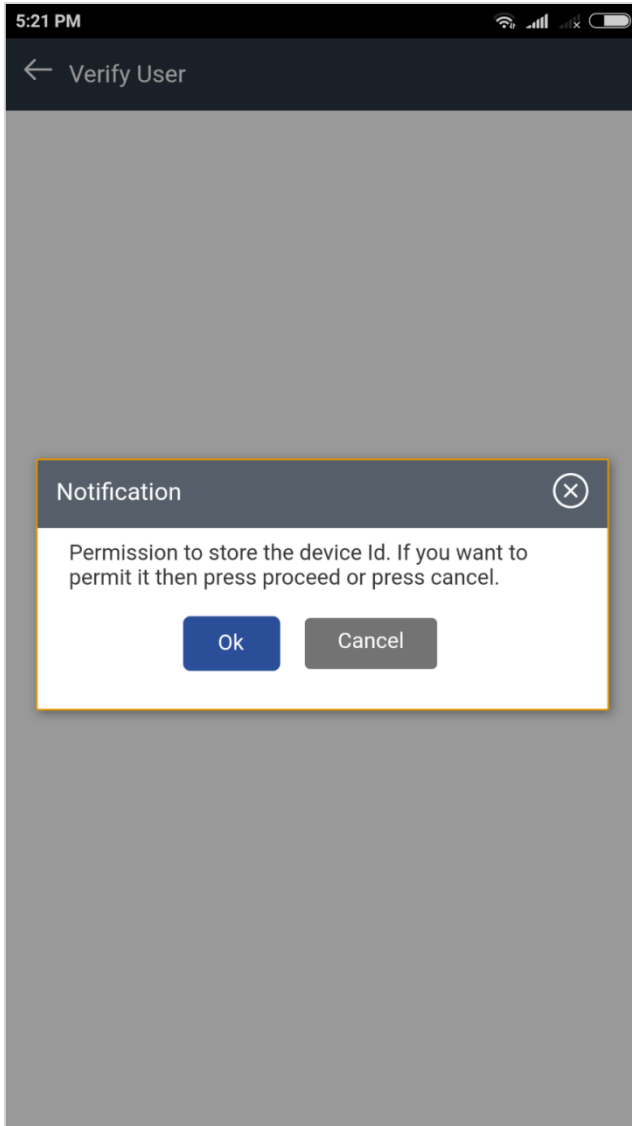 5:21 PM
Verify User
Notification
Permission to store the device Id. If you want to
permit it then press proceed or press cancel.
Ok
Cancel